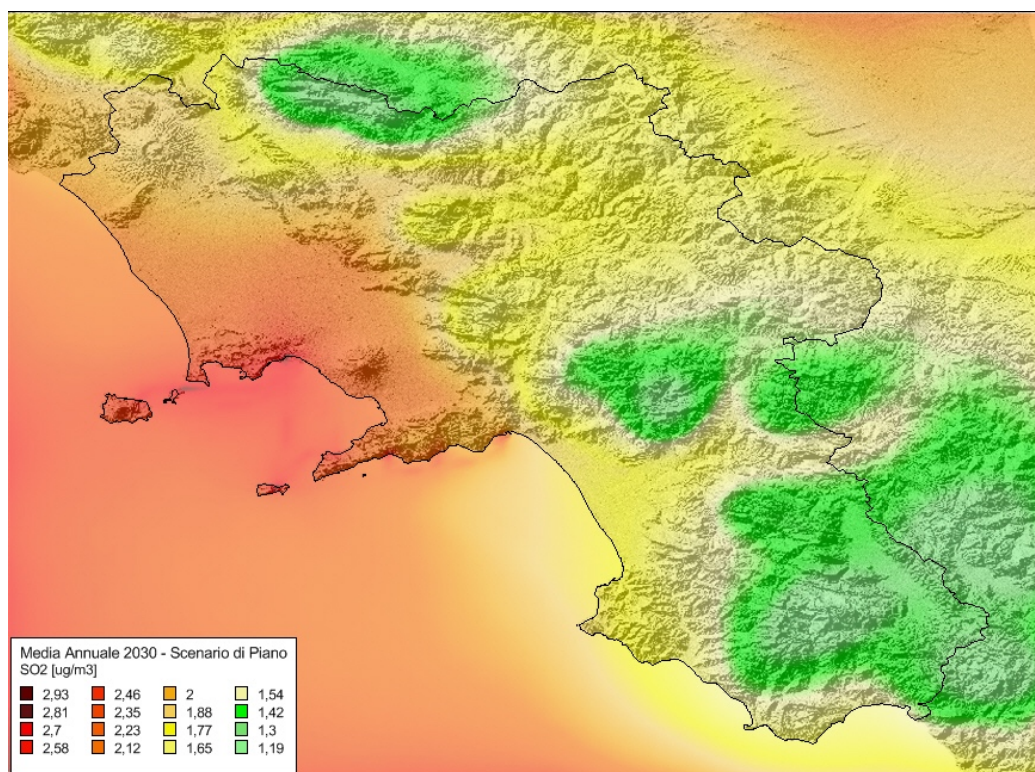 Media Annuale 2030 - Scenario di Piano
SO2 [ug/m3]
2,93 2,46 2 1,54
2,81 2,35 1,88 1,42
2,7 2,23 1,77 1,3
2,58 2,12 1,65 1,19